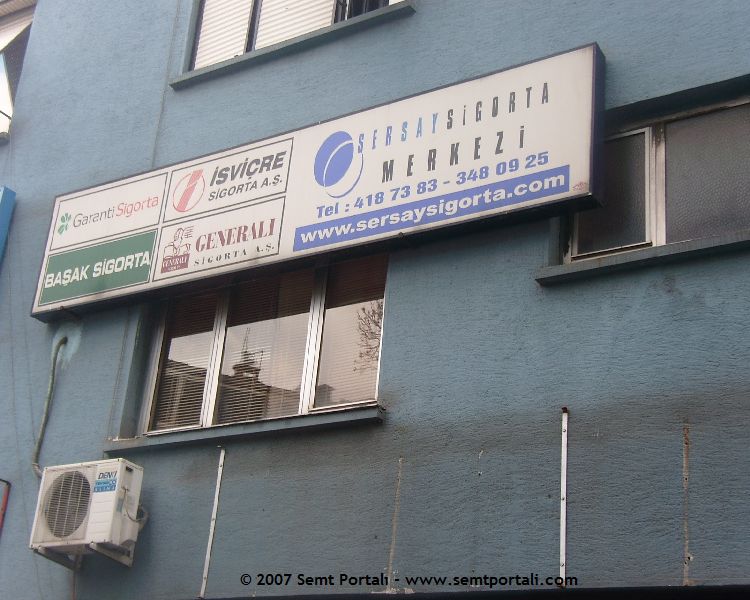 Garanti Sigorta
BAŞAK SİGORTA
İSVİÇRE
SİGORTA A.Ş.
GENERALI
SİGORTA A.Ş.
GENERALI
SERSAY SİGORTA
MERKEZİ
Tel : 418 73 83 - 348 09 25
www.sersaysigorta.com
© 2007 Semt Portalı - www.semtportali.com